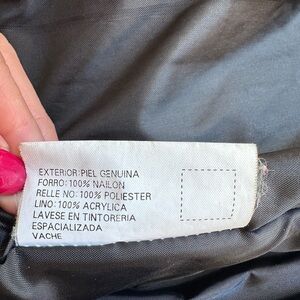 EXTERIOR: PIEL GENUINA
FORRO: 100% NAILON
RELLE NO: 100% POLIESTER
LINO: 100% ACRYLICA
LAVESE EN TINTORERIA
ESPACIALIZADA
VACHE